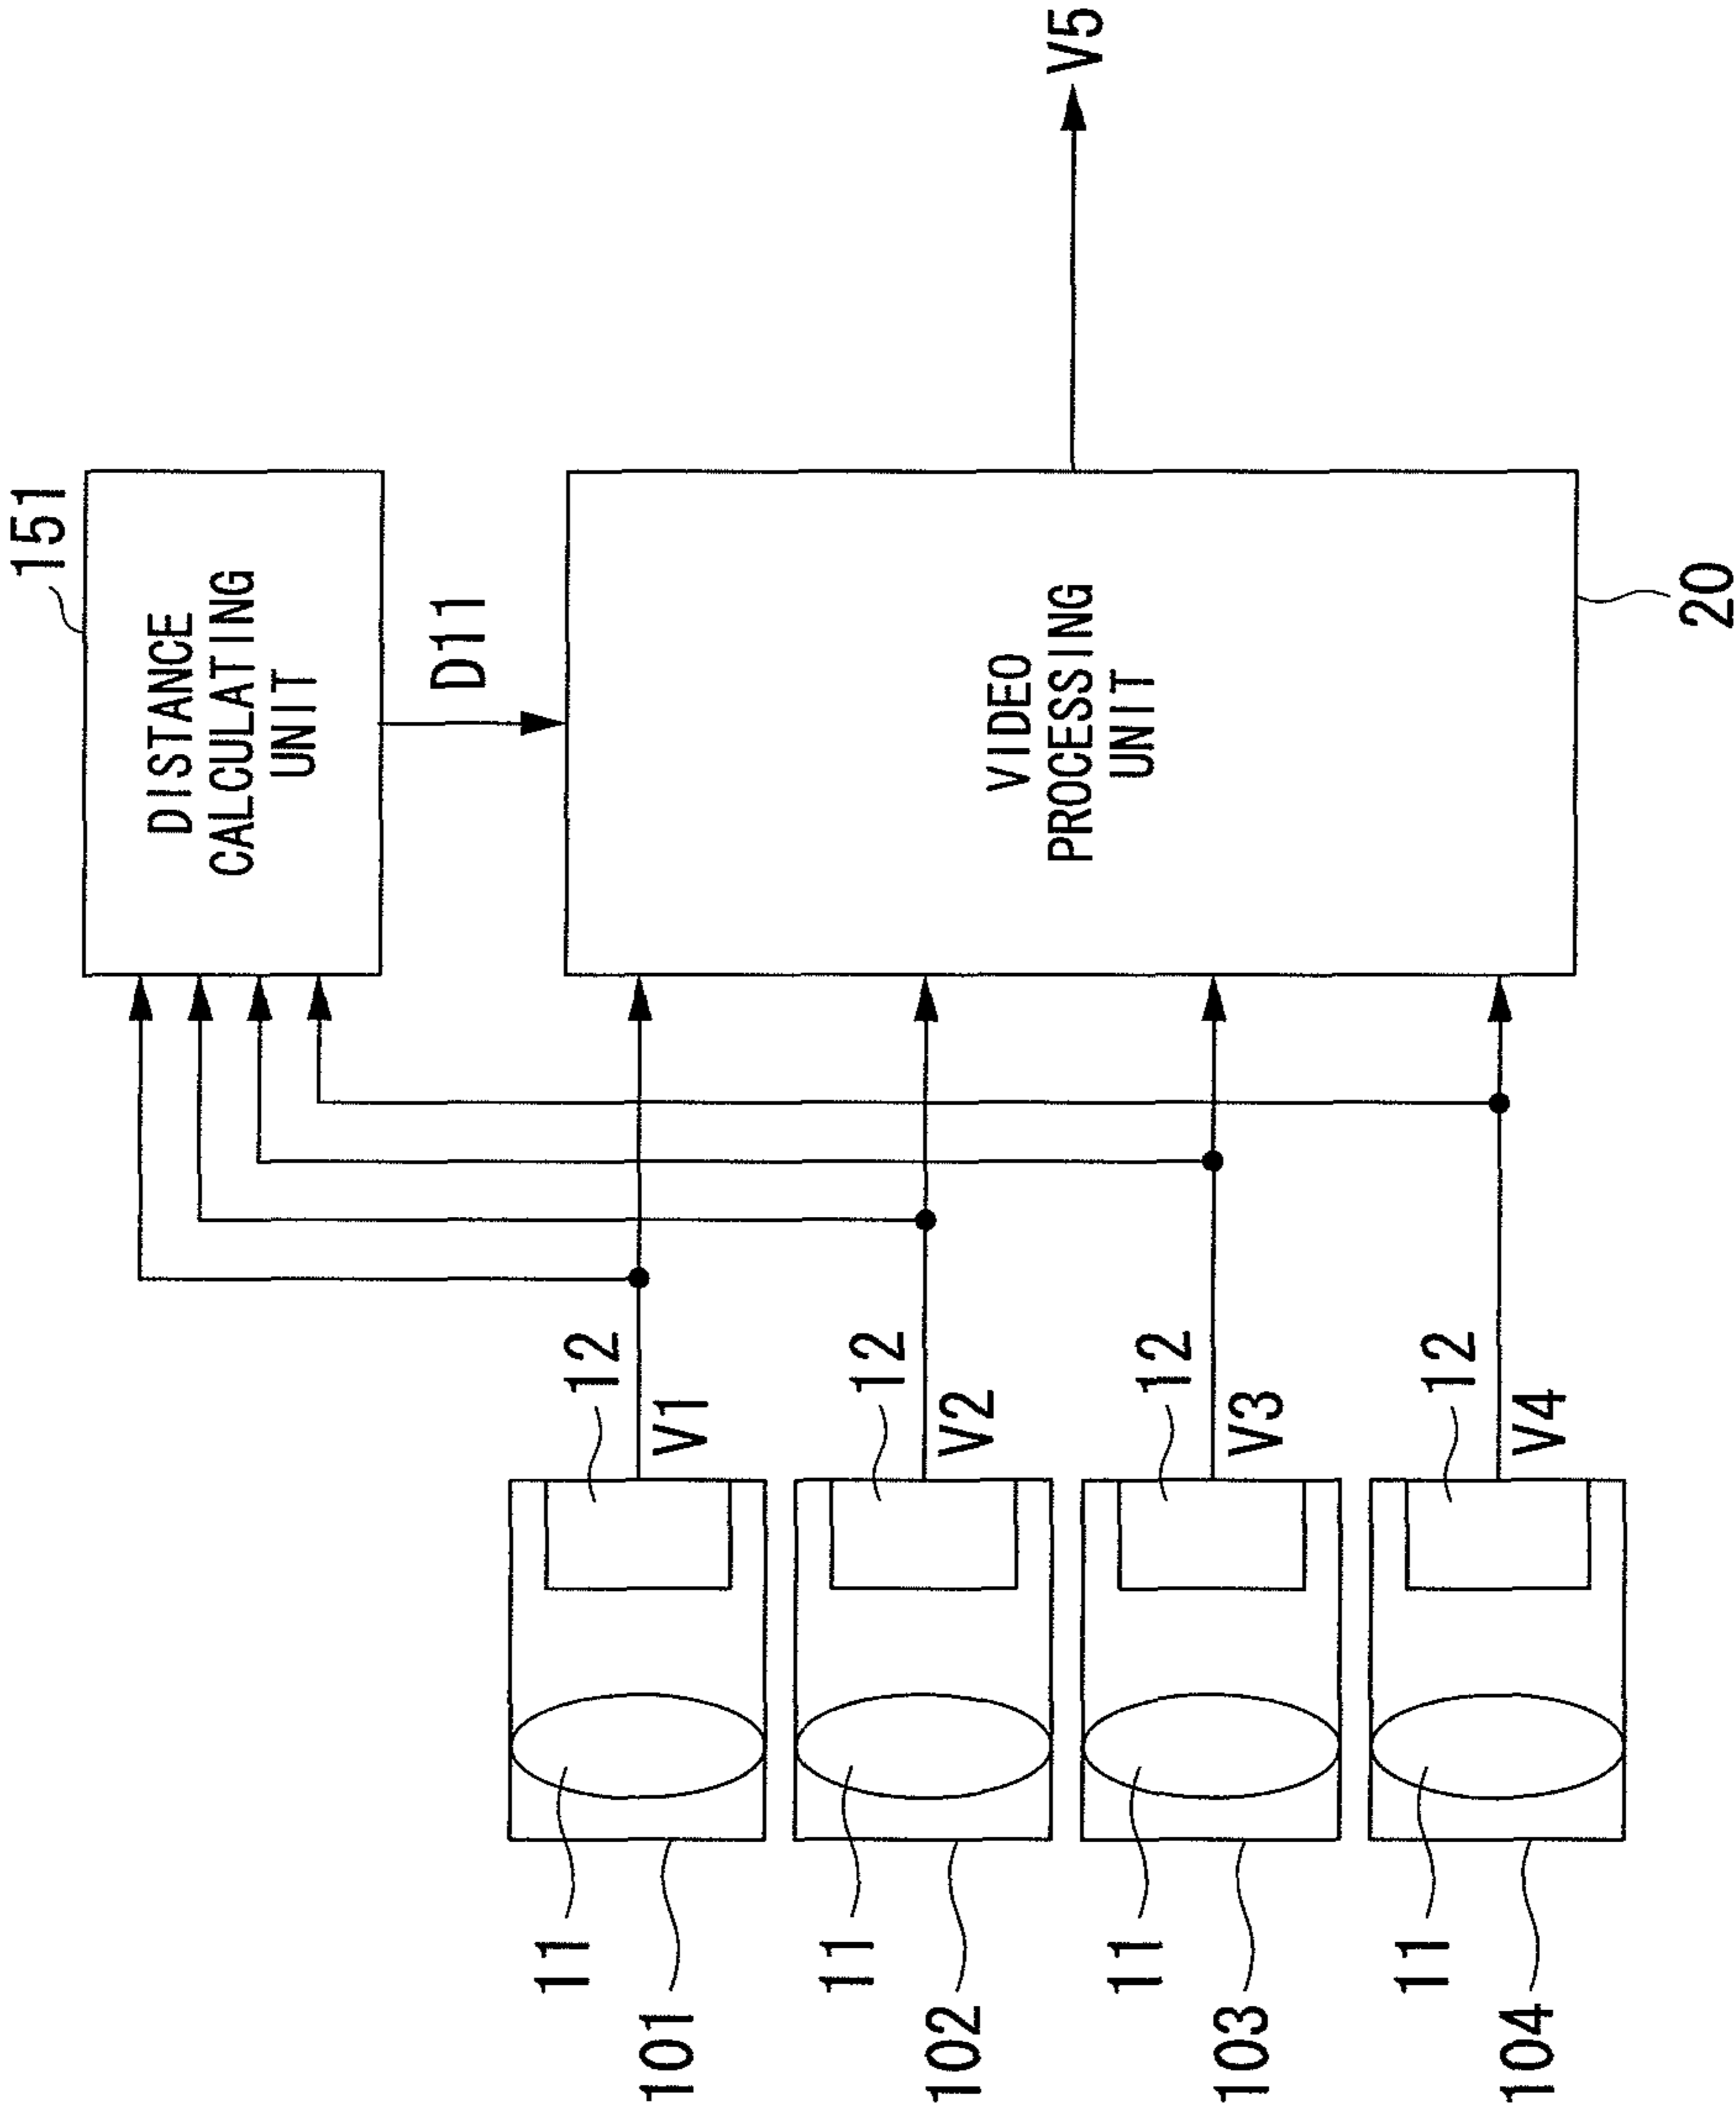 151
DISTANCE
CALCULATING
UNIT
D11
12
V1
11
101
12
V2
11
102
VIDEO
PROCESSING
UNIT
V5
12
V3
11
103
12
V4
11
104
20